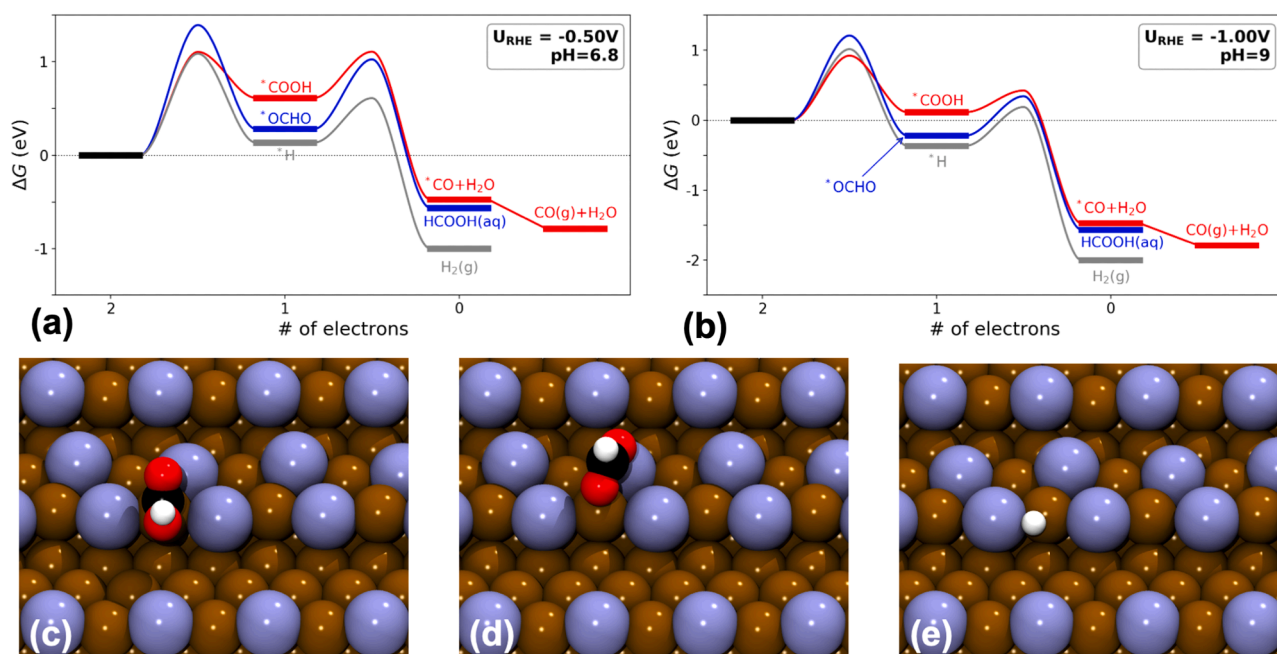 U_RHE = -0.50V
pH=6.8
ΔG (eV)
1
0
-1
*COOH
*OCHO
*H
*CO+H₂O
HCOOH(aq)
CO(g)+H₂O
H₂(g)
2
1
0
# of electrons
(a)
U_RHE = -1.00V
pH=9
ΔG (eV)
1
0
-1
-2
*COOH
*H
*OCHO
*CO+H₂O
HCOOH(aq)
CO(g)+H₂O
H₂(g)
2
1
0
# of electrons
(b)
(c)
(d)
(e)